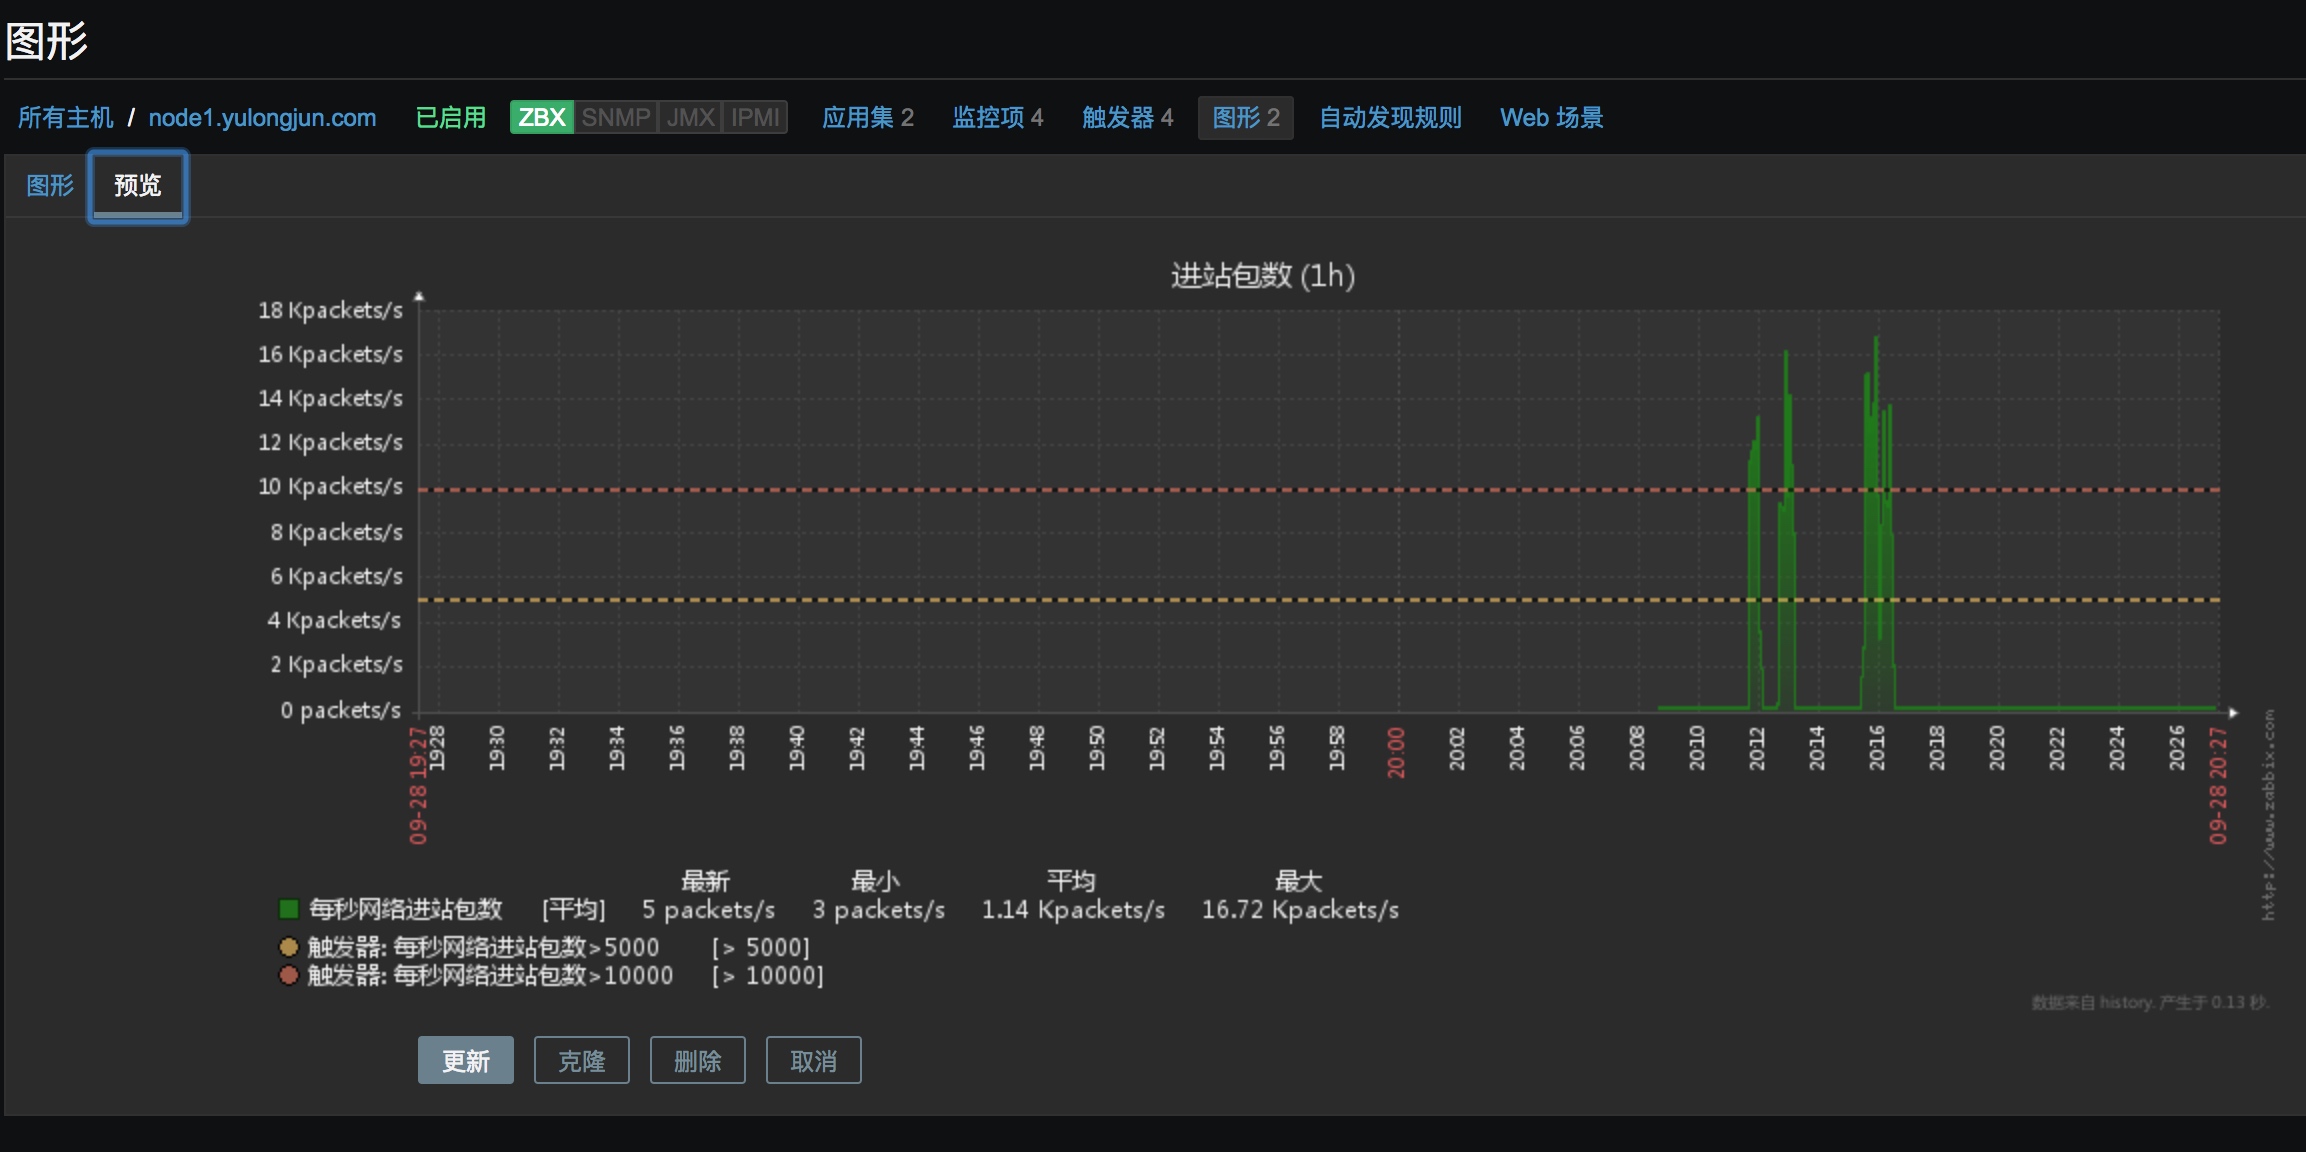 图形
所有主机 / node1.yulongjun.com 已启用 ZBX SNMP JMX IPMI 应用集 2 监控项 4 触发器 4 图形 2 自动发现规则 Web 场景
图形 预览
进站包数 (1h)
18 Kpackets/s
16 Kpackets/s
14 Kpackets/s
12 Kpackets/s
10 Kpackets/s
8 Kpackets/s
6 Kpackets/s
4 Kpackets/s
2 Kpackets/s
0 packets/s
09-28 19:27 19:28 19:30 19:32 19:34 19:36 19:38 19:40 19:42 19:44 19:46 19:48 19:50 19:52 19:54 19:56 19:58 20:00 20:02 20:04 20:06 20:08 20:10 20:12 20:14 20:16 20:18 20:20 20:22 20:24 20:26 09-28 20:27
http://www.zabbix.com
最新 最小 平均 最大
每秒网络进站包数 [平均] 5 packets/s 3 packets/s 1.14 Kpackets/s 16.72 Kpackets/s
触发器: 每秒网络进站包数>5000 [> 5000]
触发器: 每秒网络进站包数>10000 [> 10000]
数据来自 history. 产生于 0.13 秒.
更新 克隆 删除 取消